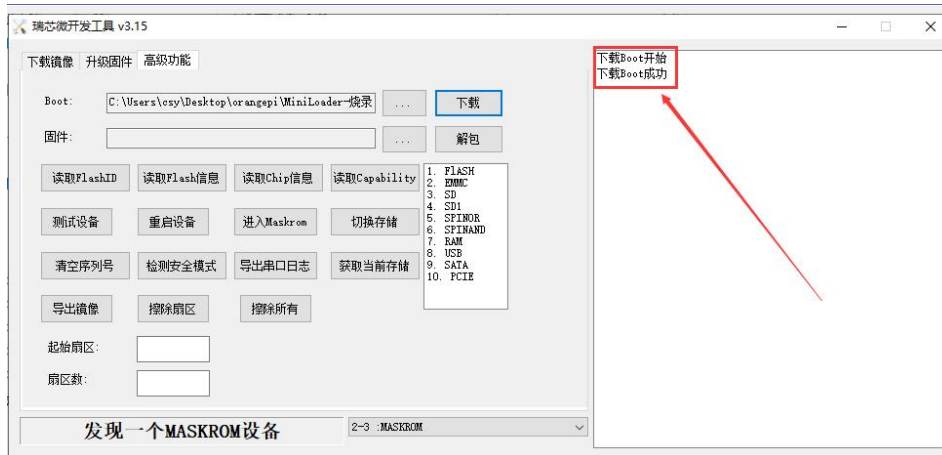 瑞芯微开发工具 v3.15
下载镜像 升级固件 高级功能
Boot: C:\Users\csy\Desktop\orangepi\MiniLoader-烧录 ... 下载
固件: ... 解包
读取FlashID 读取Flash信息 读取Chip信息 读取Capability
测试设备 重启设备 进入Maskrom 切换存储
清空序列号 检测安全模式 导出串口日志 获取当前存储
导出镜像 擦除扇区 擦除所有
1. FlASH
2. EMMC
3. SD
4. SD1
5. SPINOR
6. SPINAND
7. RAM
8. USB
9. SATA
10. PCIE
起始扇区:
扇区数:
发现一个MASKROM设备
2-3 :MASKROM
下载Boot开始
下载Boot成功